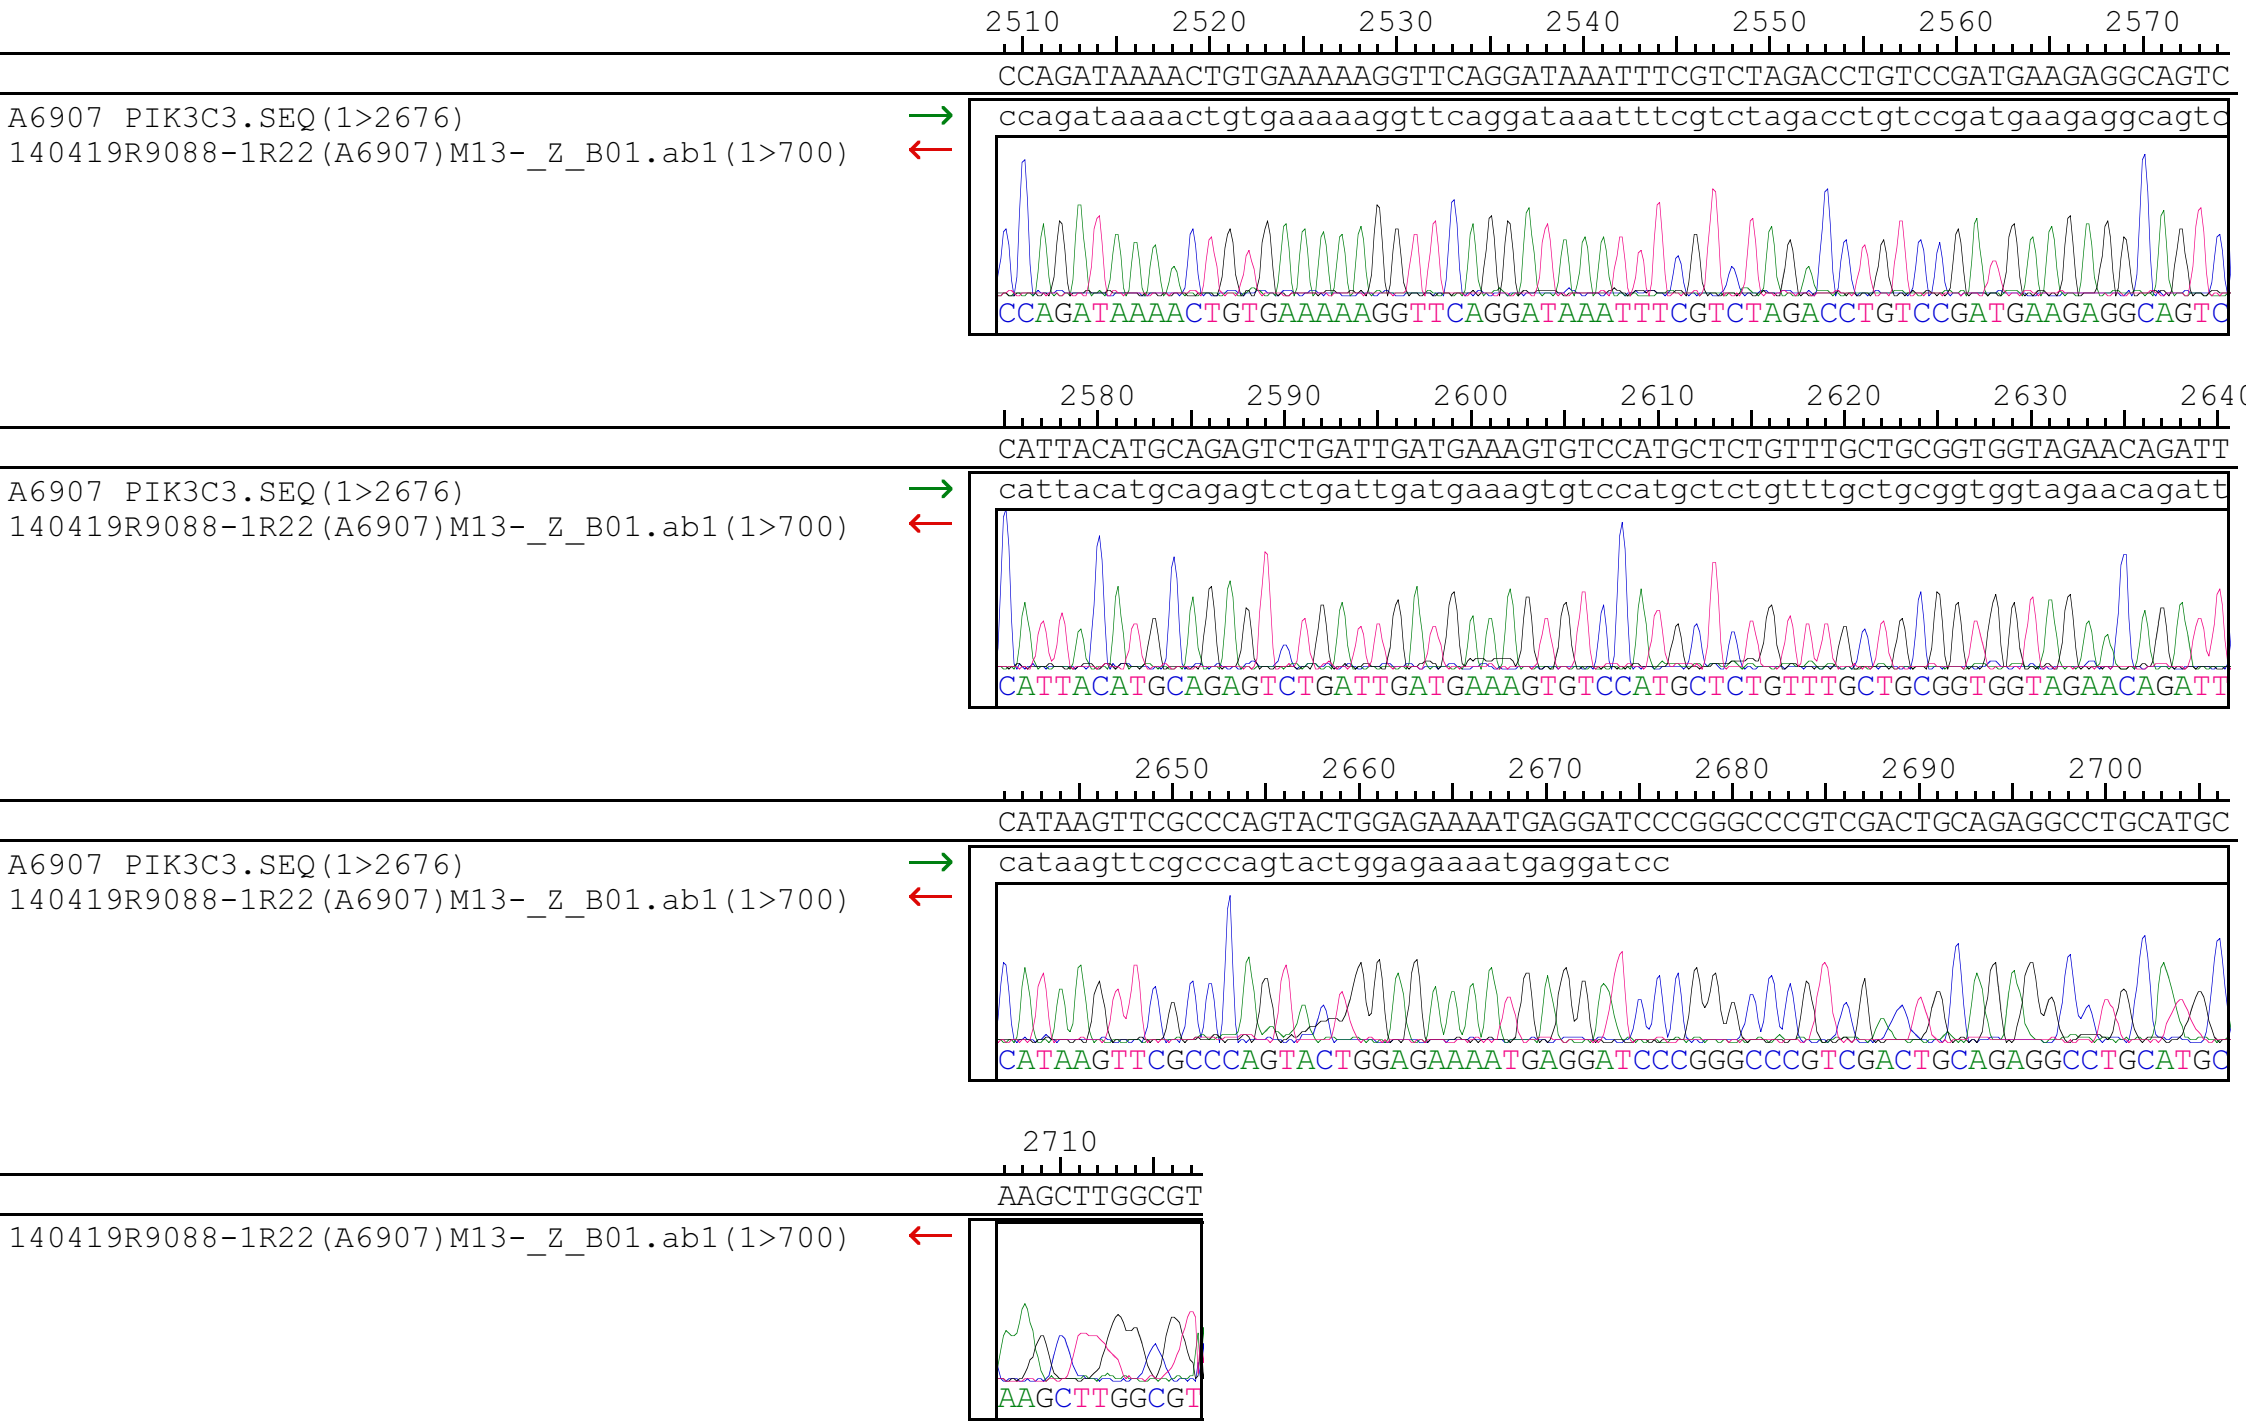 2510 2520 2530 2540 2550 2560 2570
CCAGATAAAACTGTGAAAAAGGTTCAGGATAAATTTCGTCTAGACCTGTCCGATGAAGAGGCAGTC
A6907 PIK3C3.SEQ(1>2676) → ccagataaaactgtgaaaaaggttcaggataaatttcgtctagacctgtccgatgaagaggcagtc
140419R9088-1R22(A6907)M13-_Z_B01.ab1(1>700) ←
CCAGATAAAACTGTGAAAAAGGTTCAGGATAAATTTCGTCTAGACCTGTCCGATGAAGAGGCAGTC
2580 2590 2600 2610 2620 2630 2640
CATTACATGCAGAGTCTGATTGATGAAAGTGTCCATGCTCTGTTTGCTGCGGTGGTAGAACAGATT
A6907 PIK3C3.SEQ(1>2676) → cattacatgcagagtctgattgatgaaagtgtccatgctctgtttgctgcggtggtagaacagatt
140419R9088-1R22(A6907)M13-_Z_B01.ab1(1>700) ←
CATTACATGCAGAGTCTGATTGATGAAAGTGTCCATGCTCTGTTTGCTGCGGTGGTAGAACAGATT
2650 2660 2670 2680 2690 2700
CATAAGTTCGCCCAGTACTGGAGAAAATGAGGATCCCGGGCCCGTCGACTGCAGAGGCCTGCATGC
A6907 PIK3C3.SEQ(1>2676) → cataagttcgcccagtactggagaaaatgaggatcc
140419R9088-1R22(A6907)M13-_Z_B01.ab1(1>700) ←
CATAAGTTCGCCCAGTACTGGAGAAAATGAGGATCCCGGGCCCGTCGACTGCAGAGGCCTGCATGC
2710
AAGCTTGGCGT
140419R9088-1R22(A6907)M13-_Z_B01.ab1(1>700) ←
AAGCTTGGCGT